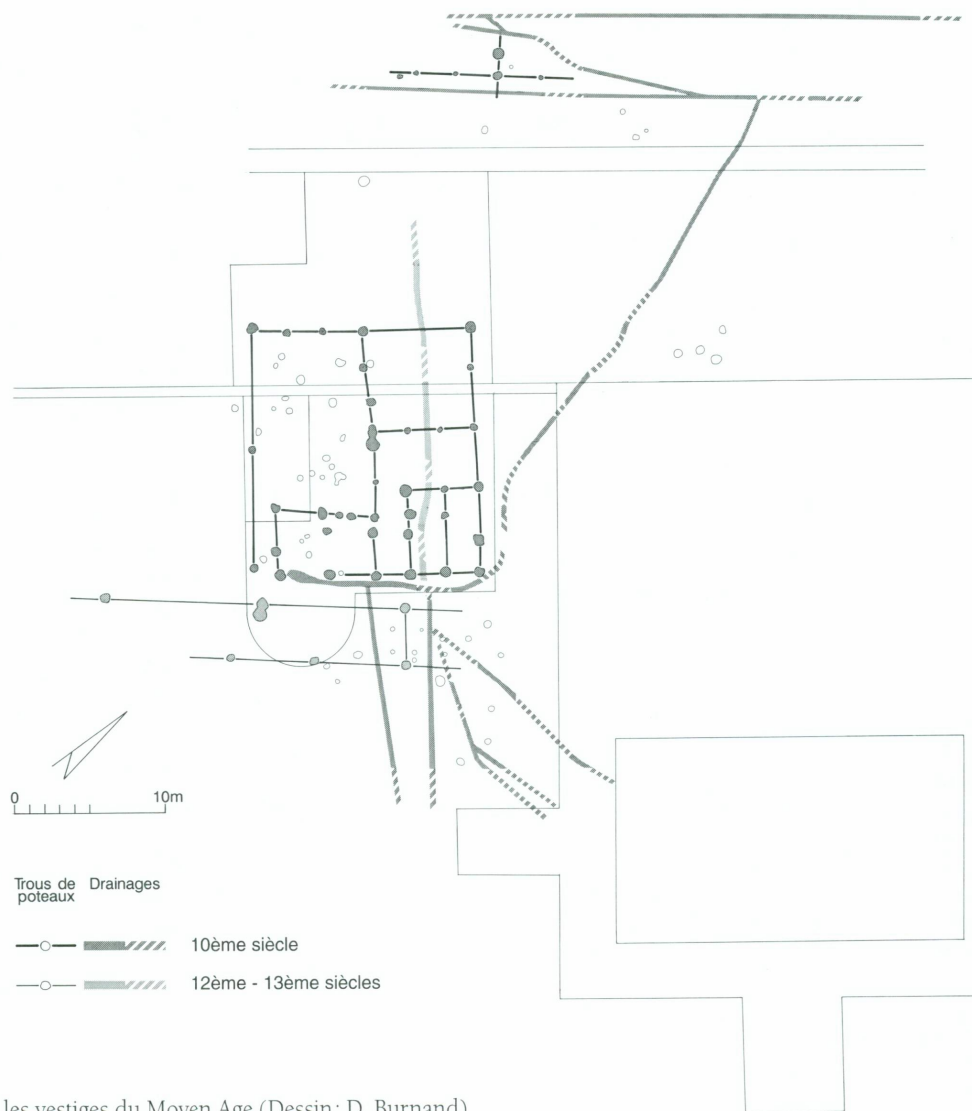 0 10m
Trous de Drainages
poteaux
10ème siècle
12ème - 13ème siècles
les vestiges du Moyen Age (Dessin: D. Burnand)